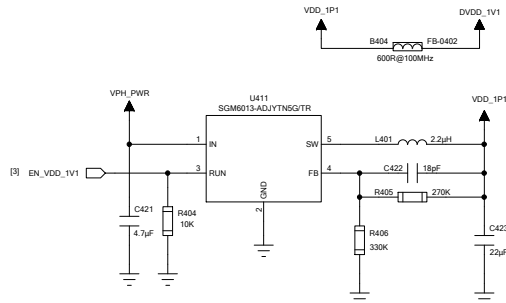 VDD_1P1
DVDD_1V1
B404
FB-0402
600R@100MHz
VPH_PWR
U411
SGM6013-ADJYTN5G/TR
VDD_1P1
1
IN
SW
5
L401
2.2μH
[3]
EN_VDD_1V1
3
RUN
FB
4
C422
18pF
GND
2
R405
270K
C421
4.7μF
R404
10K
R406
330K
C423
22μF